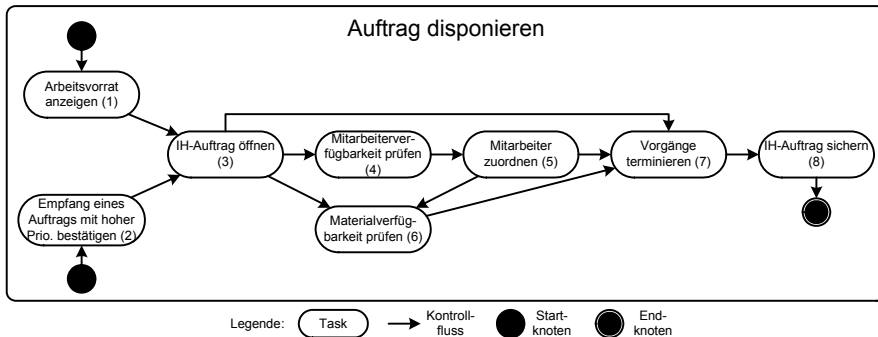 Auftrag disponieren
Arbeitsvorrat
anzeigen (1)
IH-Auftrag öffnen
(3)
Mitarbeiterver-
fügbarkeit prüfen
(4)
Mitarbeiter
zuordnen (5)
Vorgänge
terminieren (7)
IH-Auftrag sichern
(8)
Empfang eines
Auftrags mit hoher
Prio. bestätigen (2)
Materialverfüg-
barkeit prüfen (6)
Legende:
Task
Kontroll-
fluss
Start-
knoten
End-
knoten